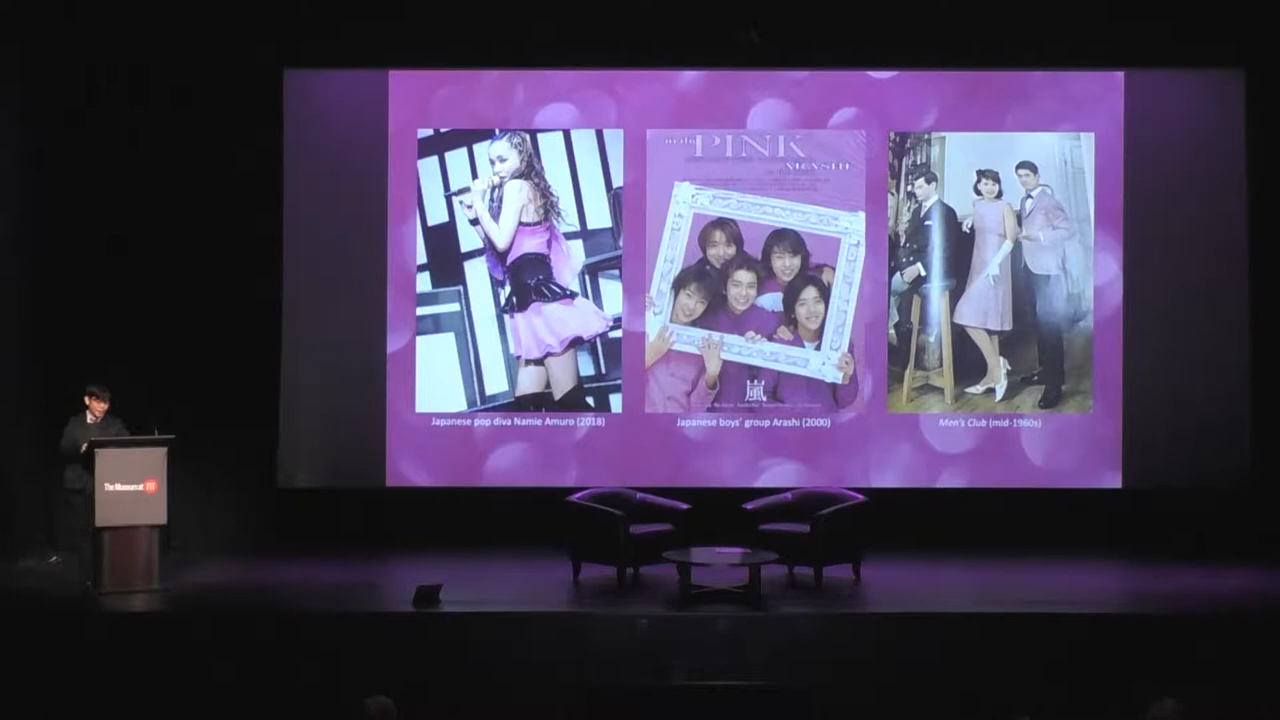 PINK
ARASHI
嵐
Japanese pop diva Namie Amuro (2018)
Japanese boys' group Arashi (2000)
Men's Club (mid-1960s)
The Museum at FIT